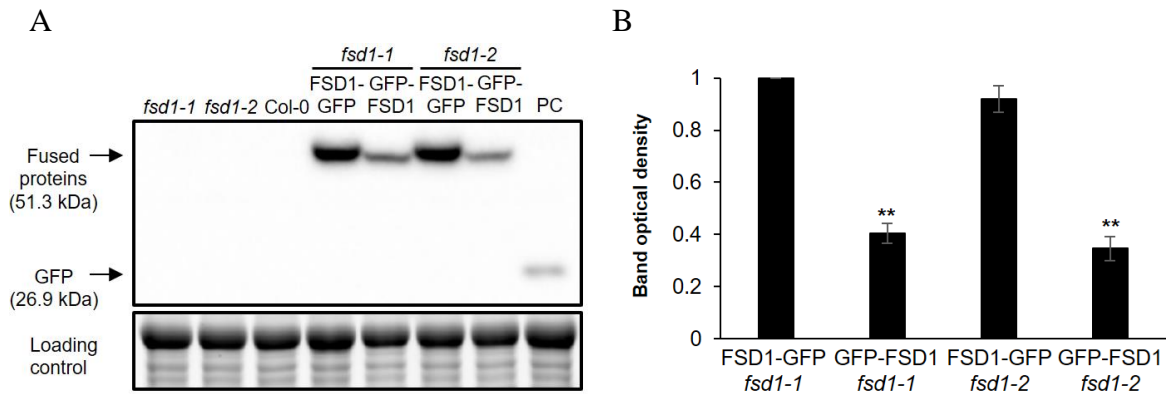 A
fsd1-1 fsd1-2
FSD1- GFP- FSD1- GFP-
fsd1-1 fsd1-2 Col-0 GFP FSD1 GFP FSD1 PC
Fused
proteins
(51.3 kDa)
GFP
(26.9 kDa)
Loading
control
B
Band optical density
1
0.8
0.6
0.4
0.2
0
**
**
FSD1-GFP GFP-FSD1 FSD1-GFP GFP-FSD1
fsd1-1 fsd1-1 fsd1-2 fsd1-2